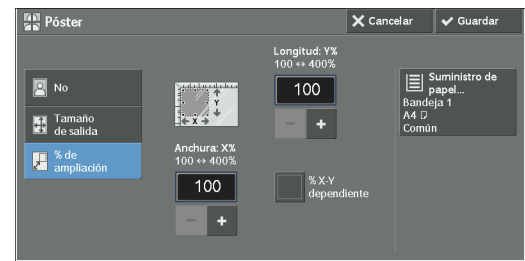 Póster
Cancelar
Guardar
No
Tamaño
de salida
% de
ampliación
Y
X
Anchura: X%
100 ↔ 400%
100
− +
Longitud: Y%
100 ↔ 400%
100
− +
% X-Y
dependiente
Suministro de
papel...
Bandeja 1
A4
Común